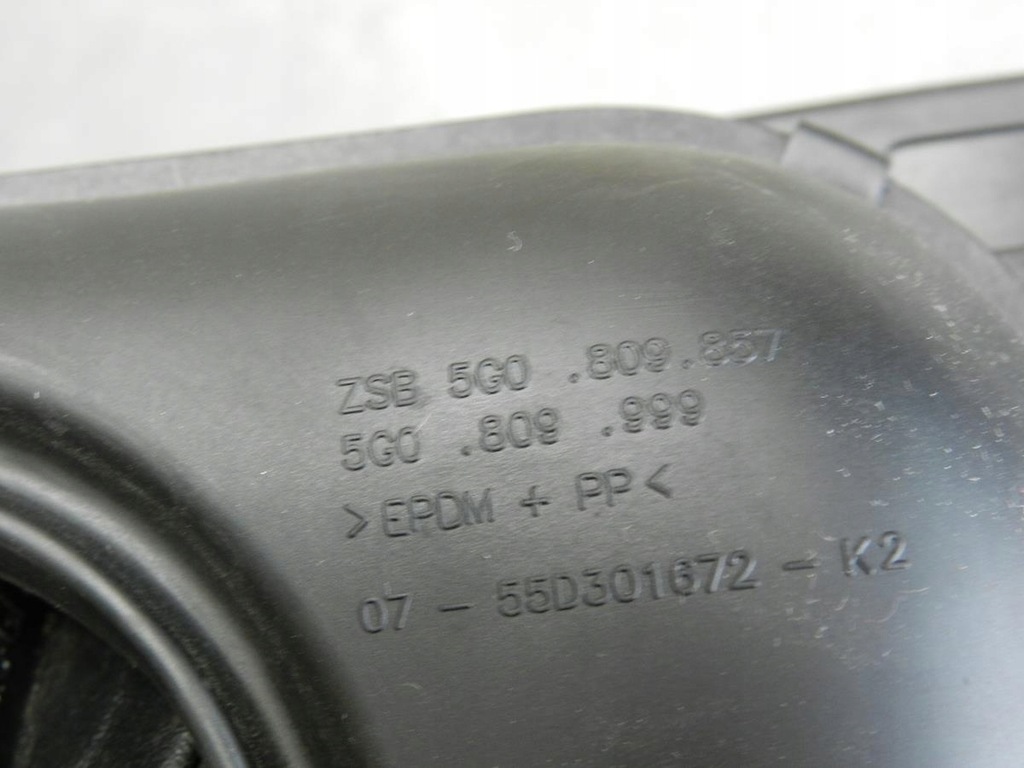 ZSB 5G0 .809.857
5G0 .809 .999
>EPDM + PP<
07 - 55D301672 - K2